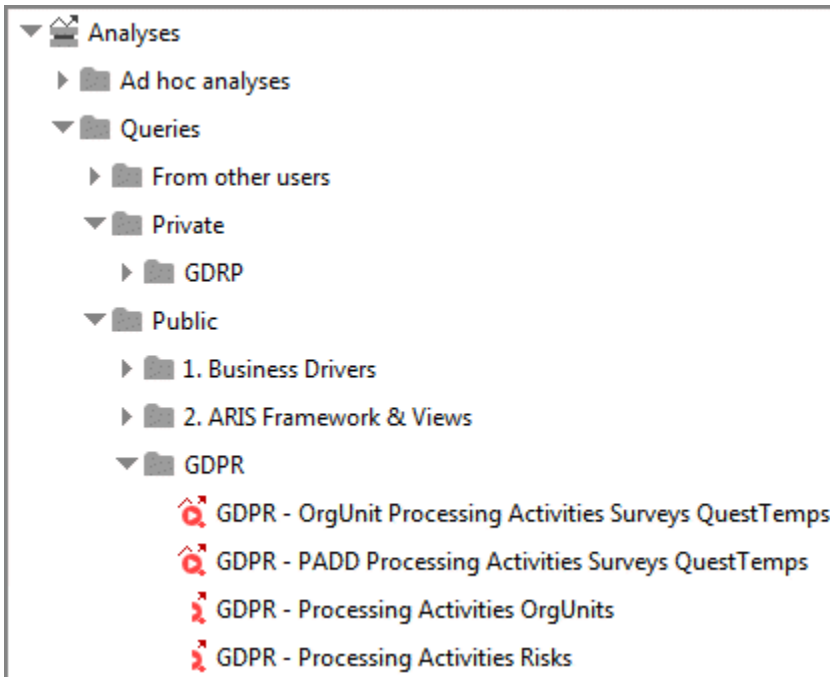 Analyses
Ad hoc analyses
Queries
From other users
Private
GDRP
Public
1. Business Drivers
2. ARIS Framework & Views
GDPR
GDPR - OrgUnit Processing Activities Surveys QuestTemps
GDPR - PADD Processing Activities Surveys QuestTemps
GDPR - Processing Activities OrgUnits
GDPR - Processing Activities Risks